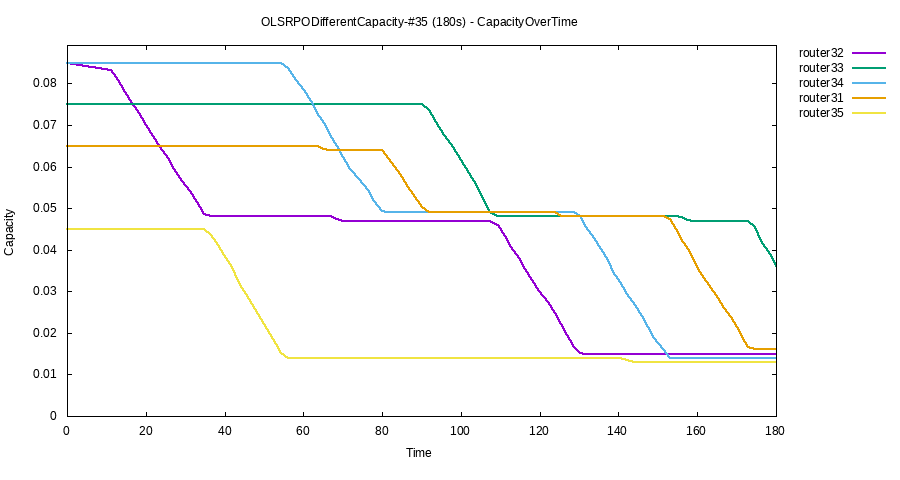 OLSRPODifferentCapacity-#35 (180s) - CapacityOverTime
router32
router33
router34
router31
router35
Capacity
0.08
0.07
0.06
0.05
0.04
0.03
0.02
0.01
0
0 20 40 60 80 100 120 140 160 180
Time